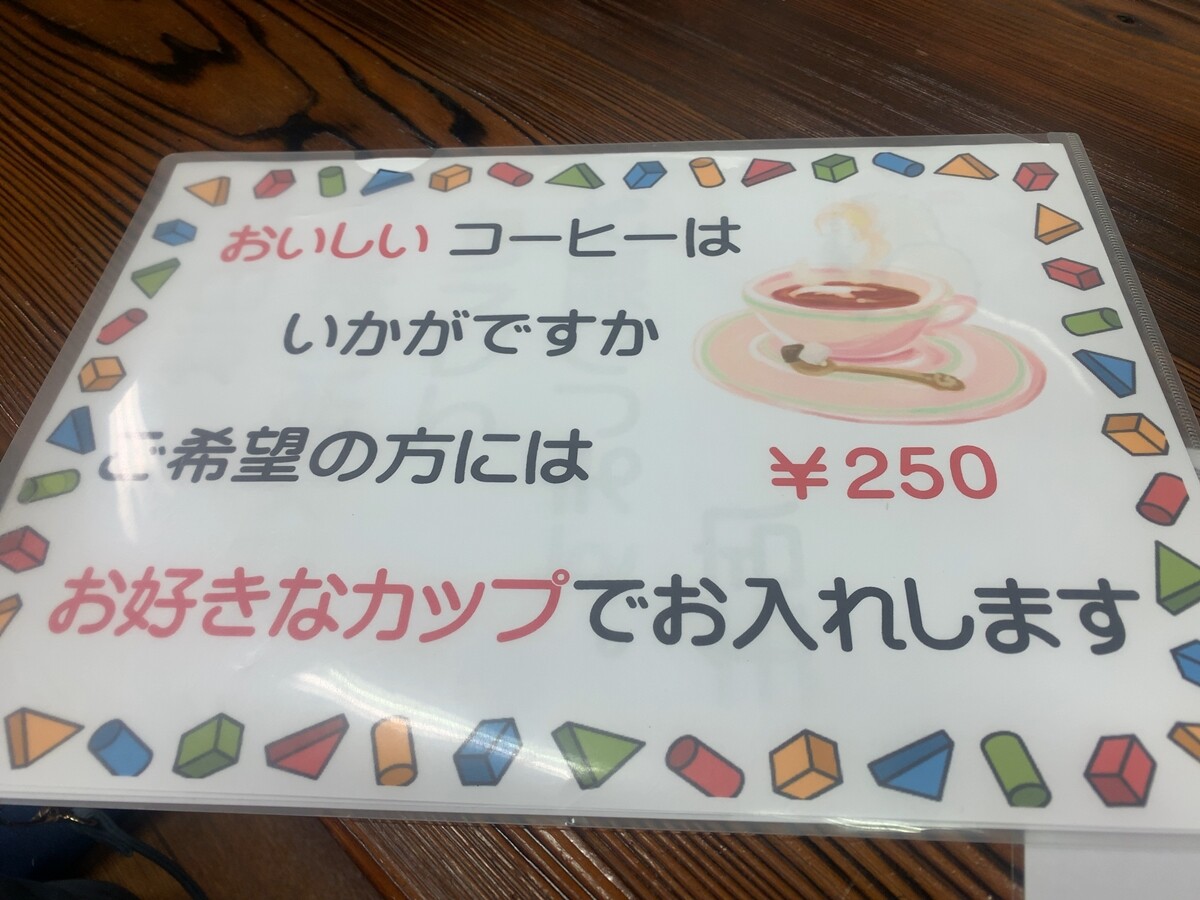 おいしい コーヒーは
いかがですか
ご希望の方には ￥250
お好きなカップでお入れします